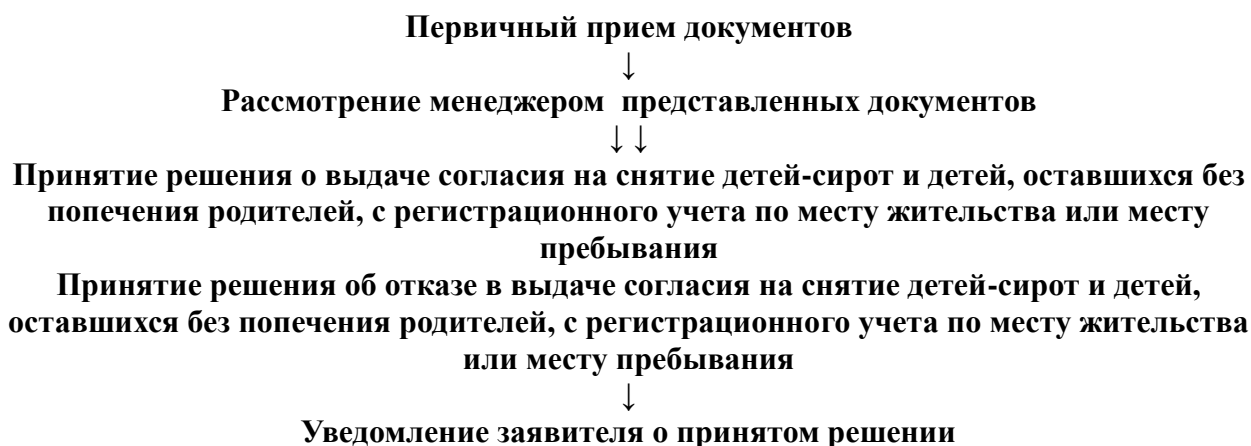 Первичный прием документов
↓
Рассмотрение менеджером представленных документов
↓ ↓
Принятие решения о выдаче согласия на снятие детей-сирот и детей, оставшихся без
попечения родителей, с регистрационного учета по месту жительства или месту
пребывания
Принятие решения об отказе в выдаче согласия на снятие детей-сирот и детей,
оставшихся без попечения родителей, с регистрационного учета по месту жительства
или месту пребывания
↓
Уведомление заявителя о принятом решении